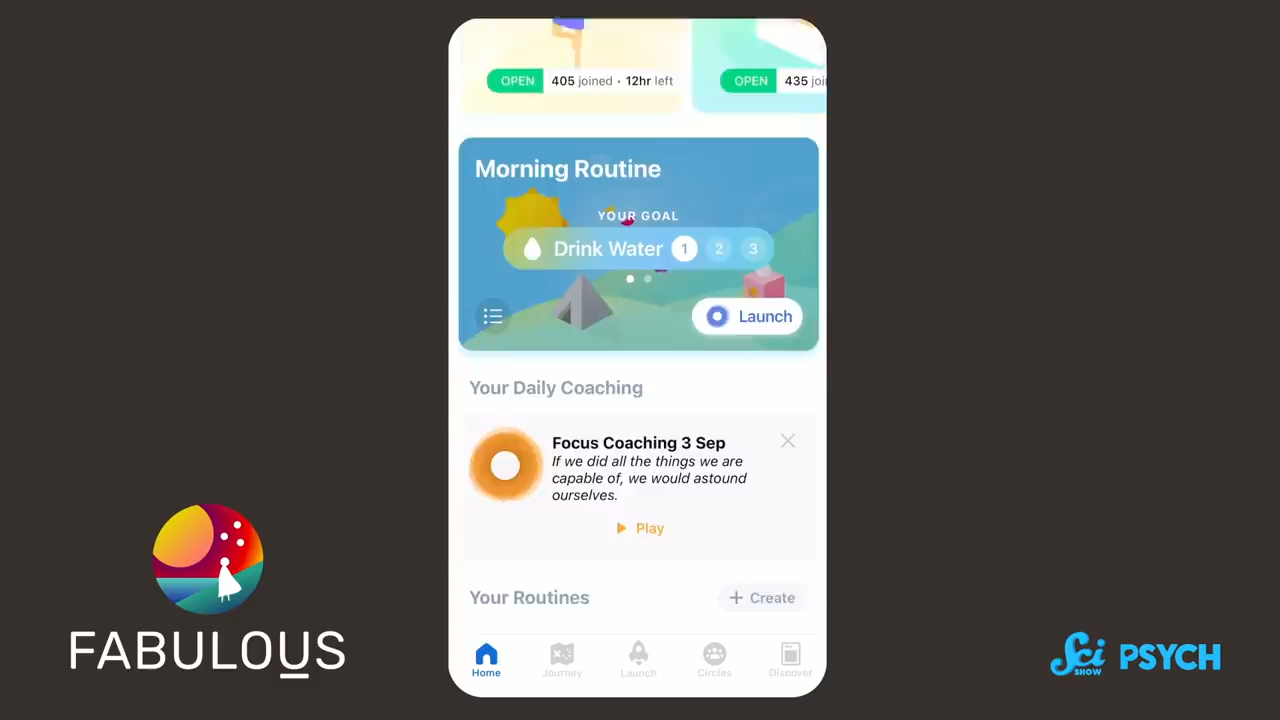 OPEN 405 joined • 12hr left
OPEN 435
Morning Routine
YOUR GOAL
Drink Water 1 2 3
Launch
Your Daily Coaching
Focus Coaching 3 Sep
If we did all the things we are
capable of, we would astound
ourselves.
Play
Your Routines
+ Create
Home
Journey
Launch
Circles
Discover
FABULOUS
Sci
SHOW
PSYCH